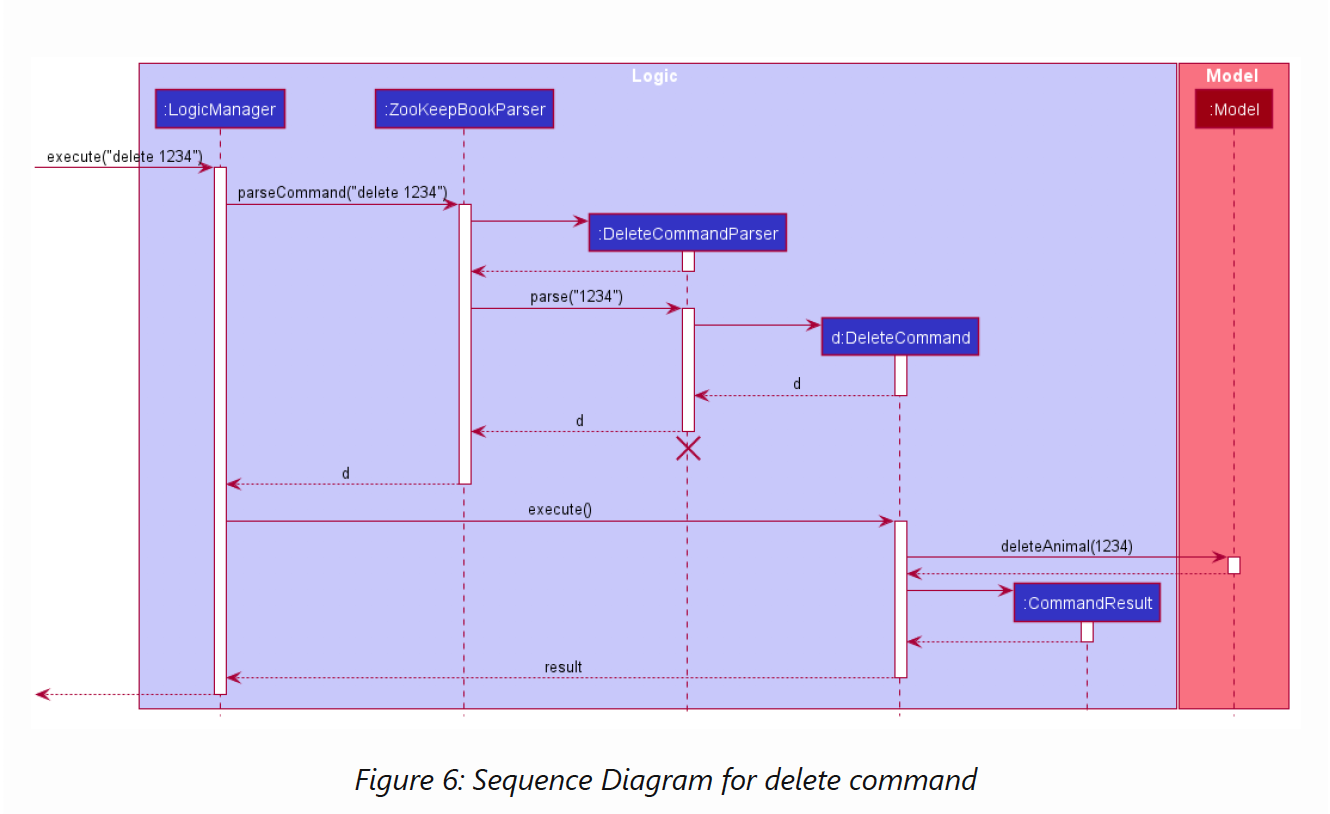 Logic
Model
:LogicManager
:ZooKeepBookParser
:Model
execute("delete 1234")
parseCommand("delete 1234")
:DeleteCommandParser
parse("1234")
d:DeleteCommand
d
d
d
execute()
deleteAnimal(1234)
:CommandResult
result
Figure 6: Sequence Diagram for delete command